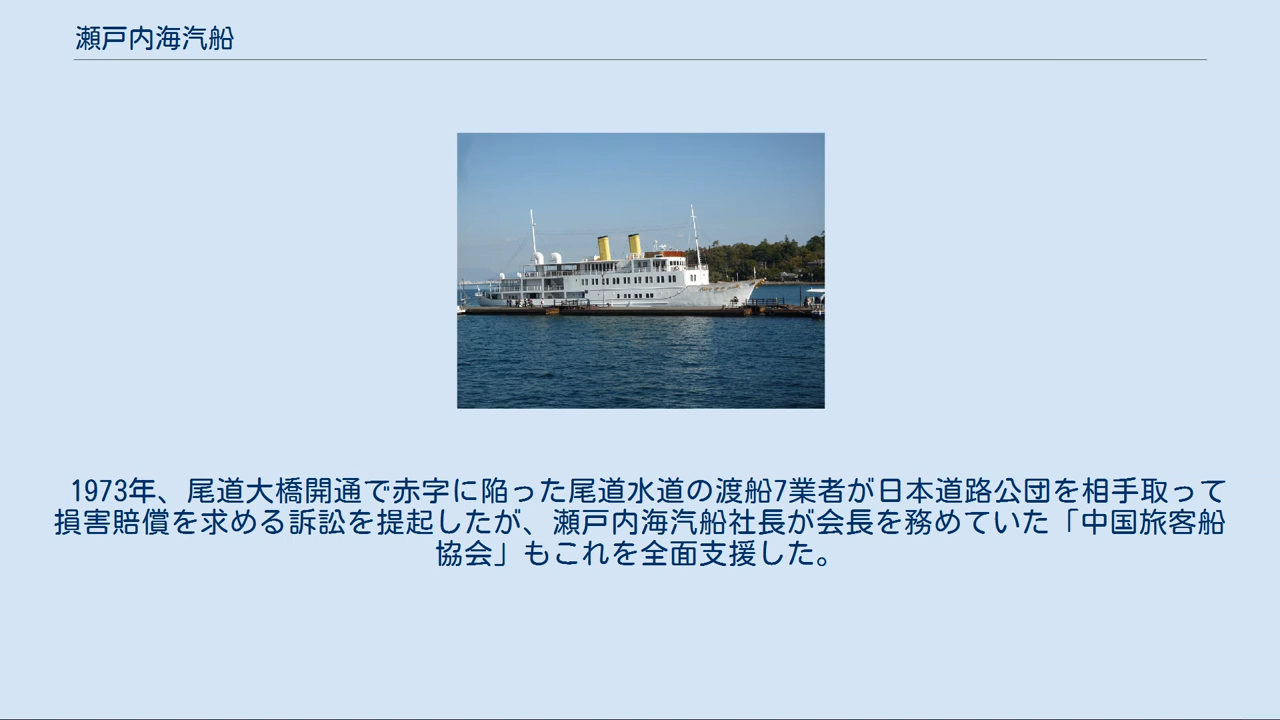 瀬戸内海汽船
1973年、尾道大橋開通で赤字に陥った尾道水道の渡船7業者が日本道路公団を相手取って
損害賠償を求める訴訟を提起したが、瀬戸内海汽船社長が会長を務めていた「中国旅客船
協会」もこれを全面支援した。